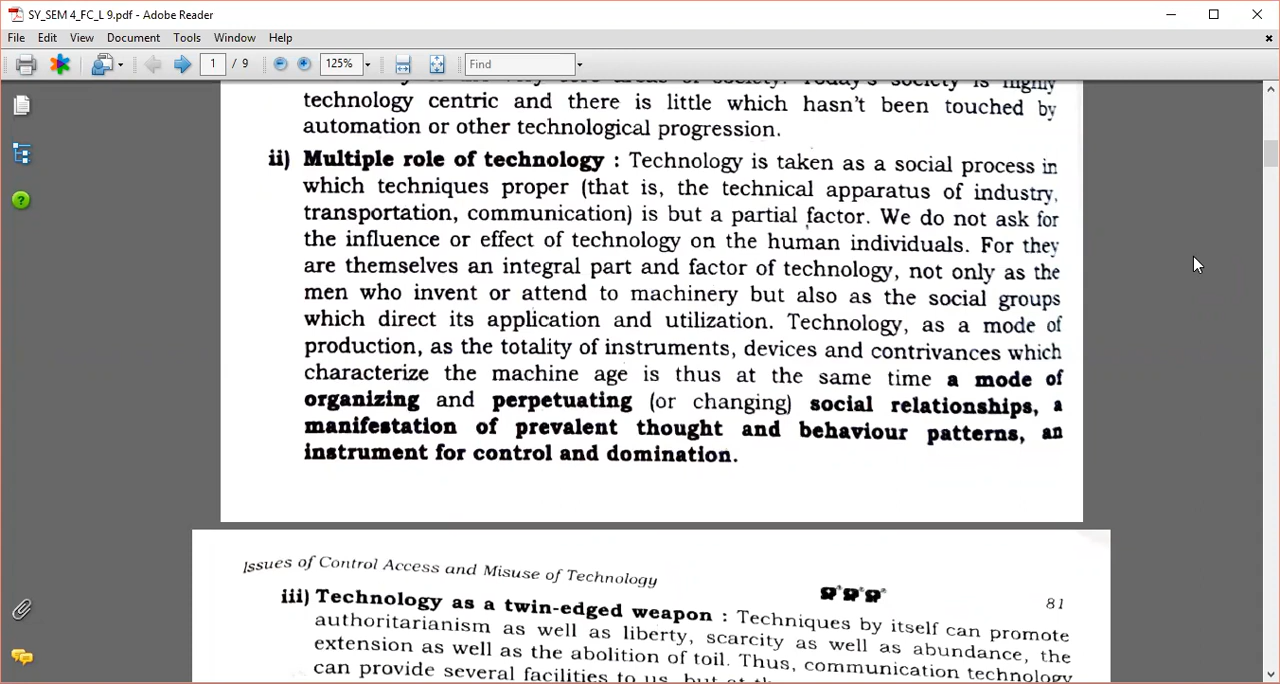 SY_SEM 4_FC_L 9.pdf - Adobe Reader
File Edit View Document Tools Window Help
1 / 9 125% Find
society. Today's society is highly
technology centric and there is little which hasn't been touched by
automation or other technological progression.
ii) Multiple role of technology : Technology is taken as a social process in
which techniques proper (that is, the technical apparatus of industry,
transportation, communication) is but a partial factor. We do not ask for
the influence or effect of technology on the human individuals. For they
are themselves an integral part and factor of technology, not only as the
men who invent or attend to machinery but also as the social groups
which direct its application and utilization. Technology, as a mode of
production, as the totality of instruments, devices and contrivances which
characterize the machine age is thus at the same time a mode of
organizing and perpetuating (or changing) social relationships, a
manifestation of prevalent thought and behaviour patterns, an
instrument for control and domination.
Issues of Control Access and Misuse of Technology 81
iii) Technology as a twin-edged weapon : Techniques by itself can promote
authoritarianism as well as liberty, scarcity as well as abundance, the
extension as well as the abolition of toil. Thus, communication technology
can provide several facilities to us, but at